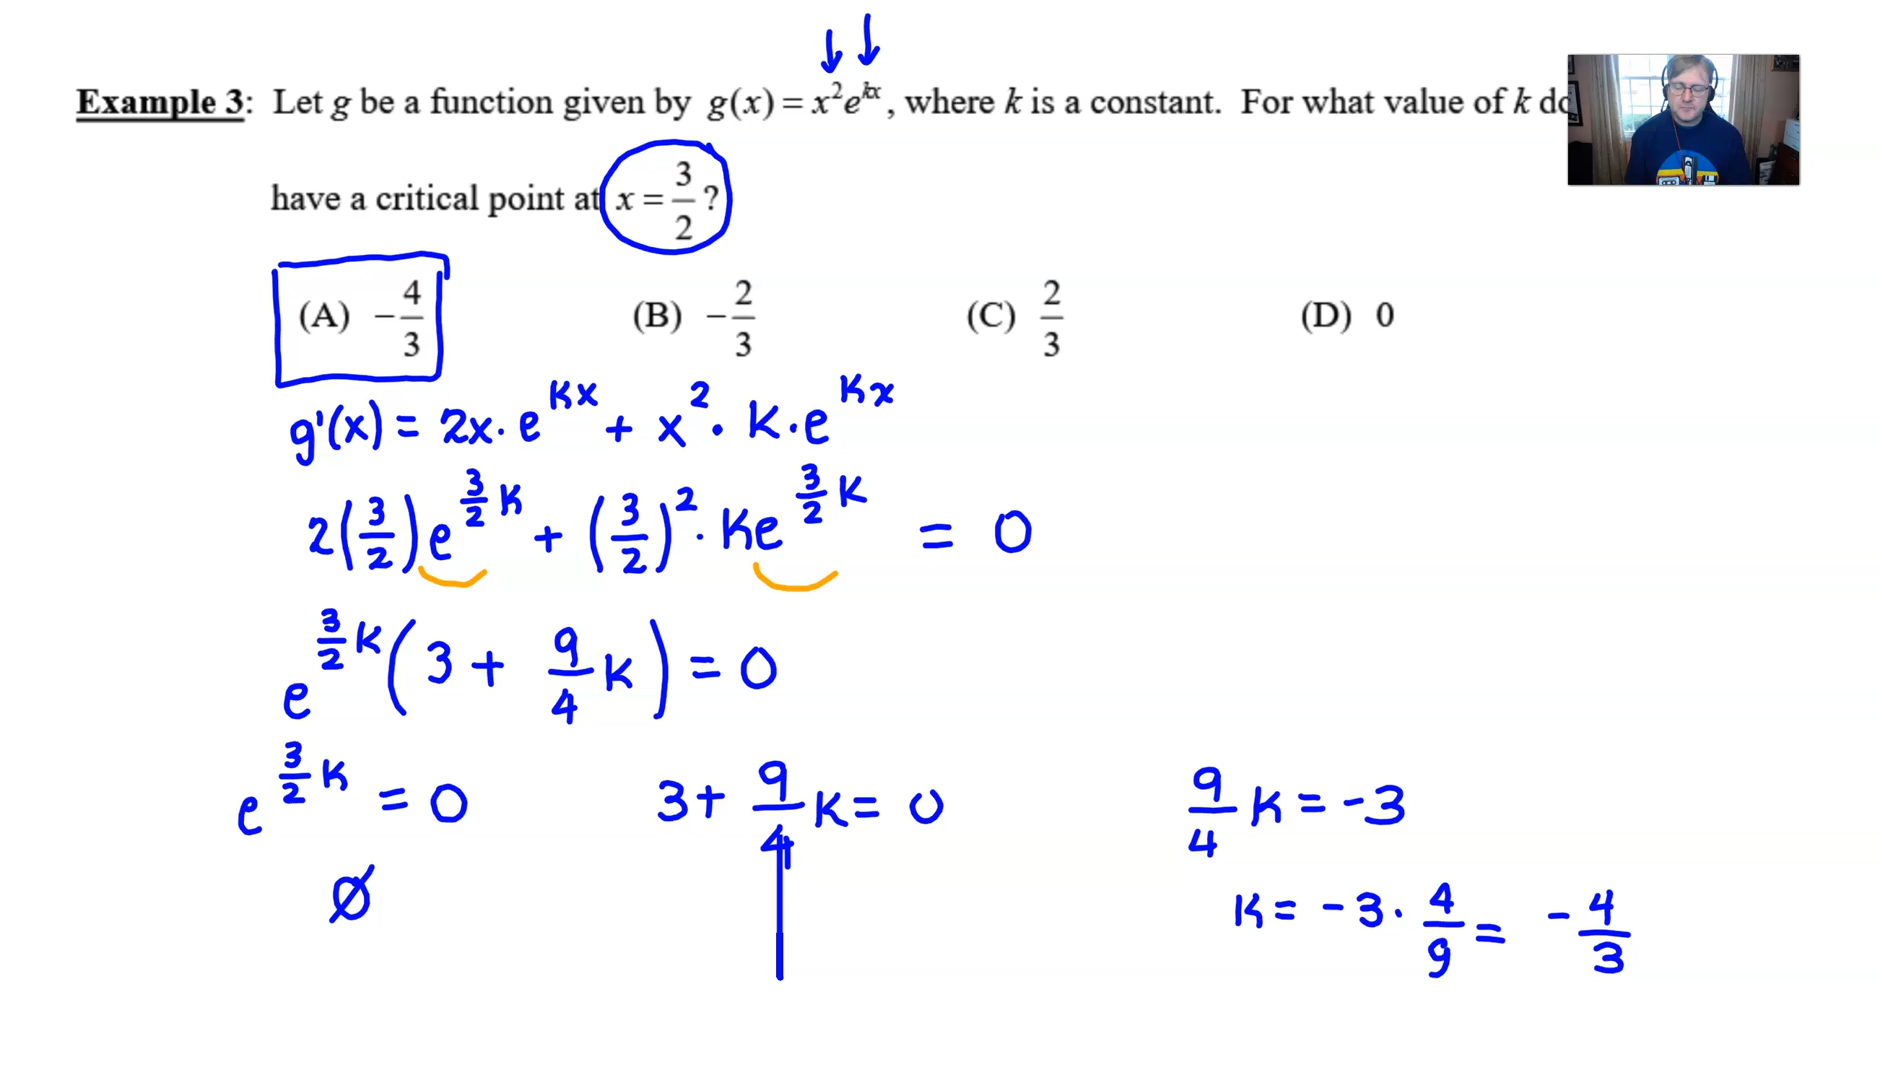 Example 3: Let g be a function given by g(x) = x²e^{kx}, where k is a constant. For what value of k
have a critical point at x = 3/2 ?
(A) -4/3 (B) -2/3 (C) 2/3 (D) 0
g'(x) = 2x · e^{kx} + x² · k · e^{kx}
2(3/2)e^{3/2 k} + (3/2)² · ke^{3/2 k} = 0
e^{3/2 k}(3 + 9/4 k) = 0
e^{3/2 k} = 0 3 + 9/4 k = 0 9/4 k = -3
∅ k = -3 · 4/9 = -4/3